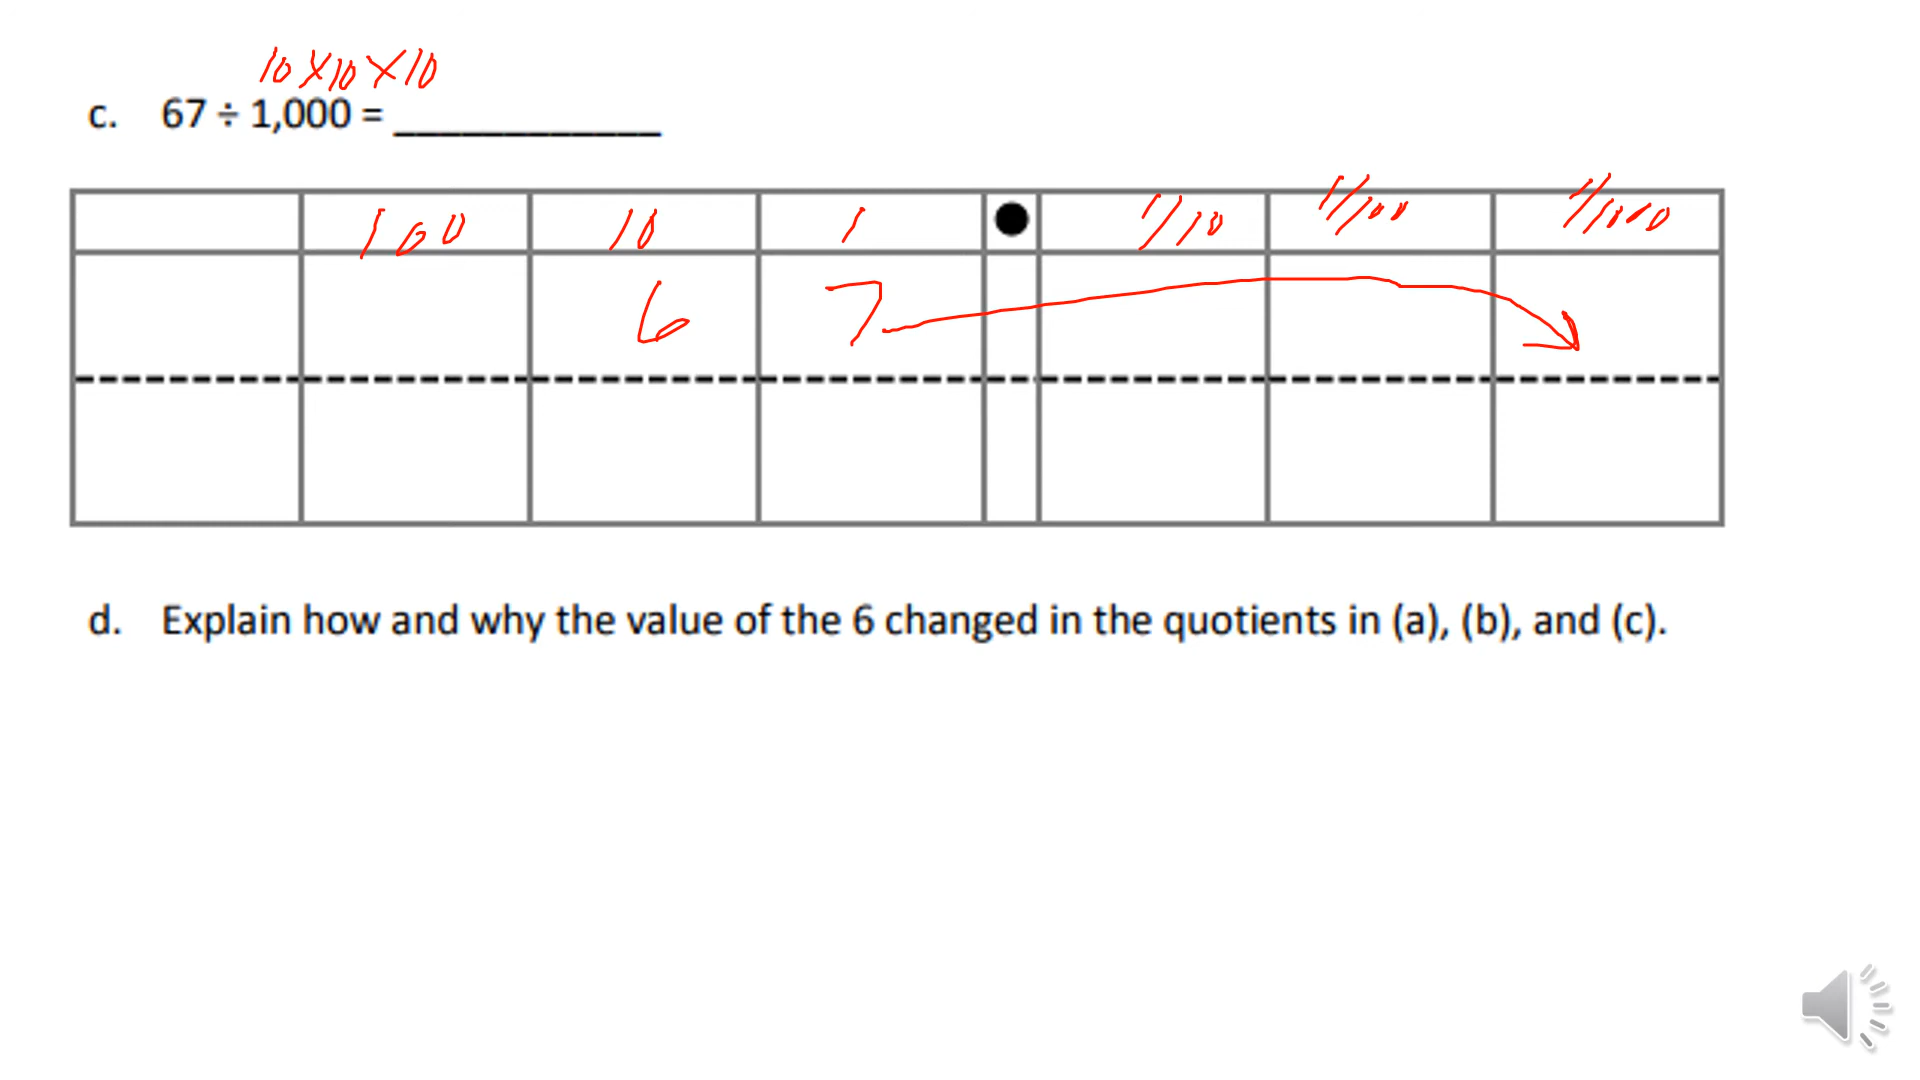 10 x 10 x 10
c. 67 ÷ 1,000 = ____________
100 10 1 ● 1/10 1/100 1/1000
6 7
d. Explain how and why the value of the 6 changed in the quotients in (a), (b), and (c).